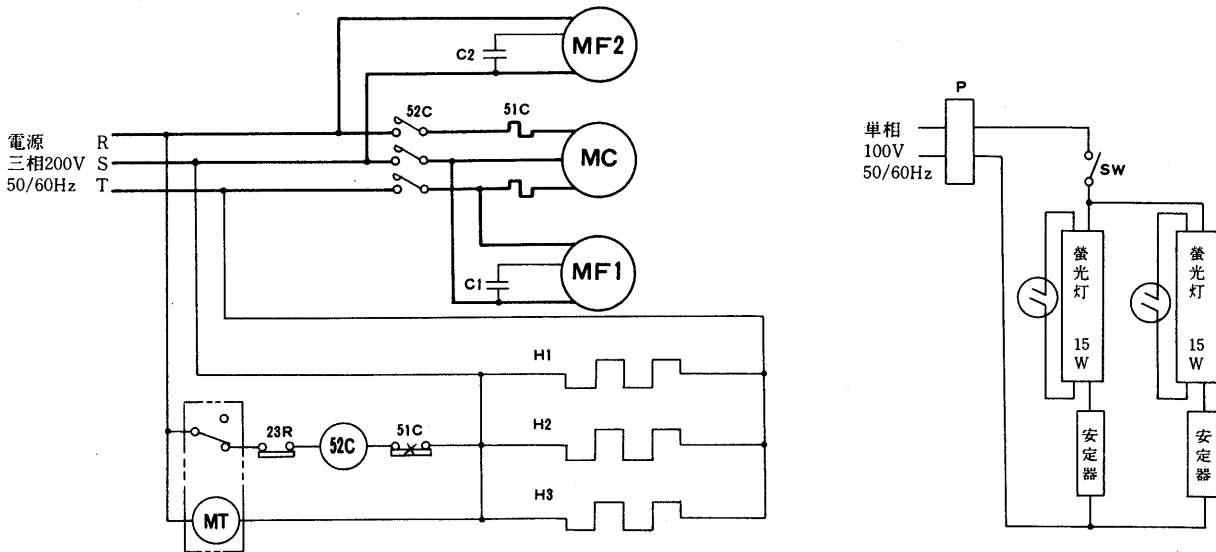 MF2
C2
52C
51C
電源
三相200V
50/60Hz
R
S
T
MC
MF1
C1
H1
23R
52C
51C
H2
MT
H3
P
単相
100V
50/60Hz
SW
螢光灯
15W
螢光灯
15W
安定器
安定器